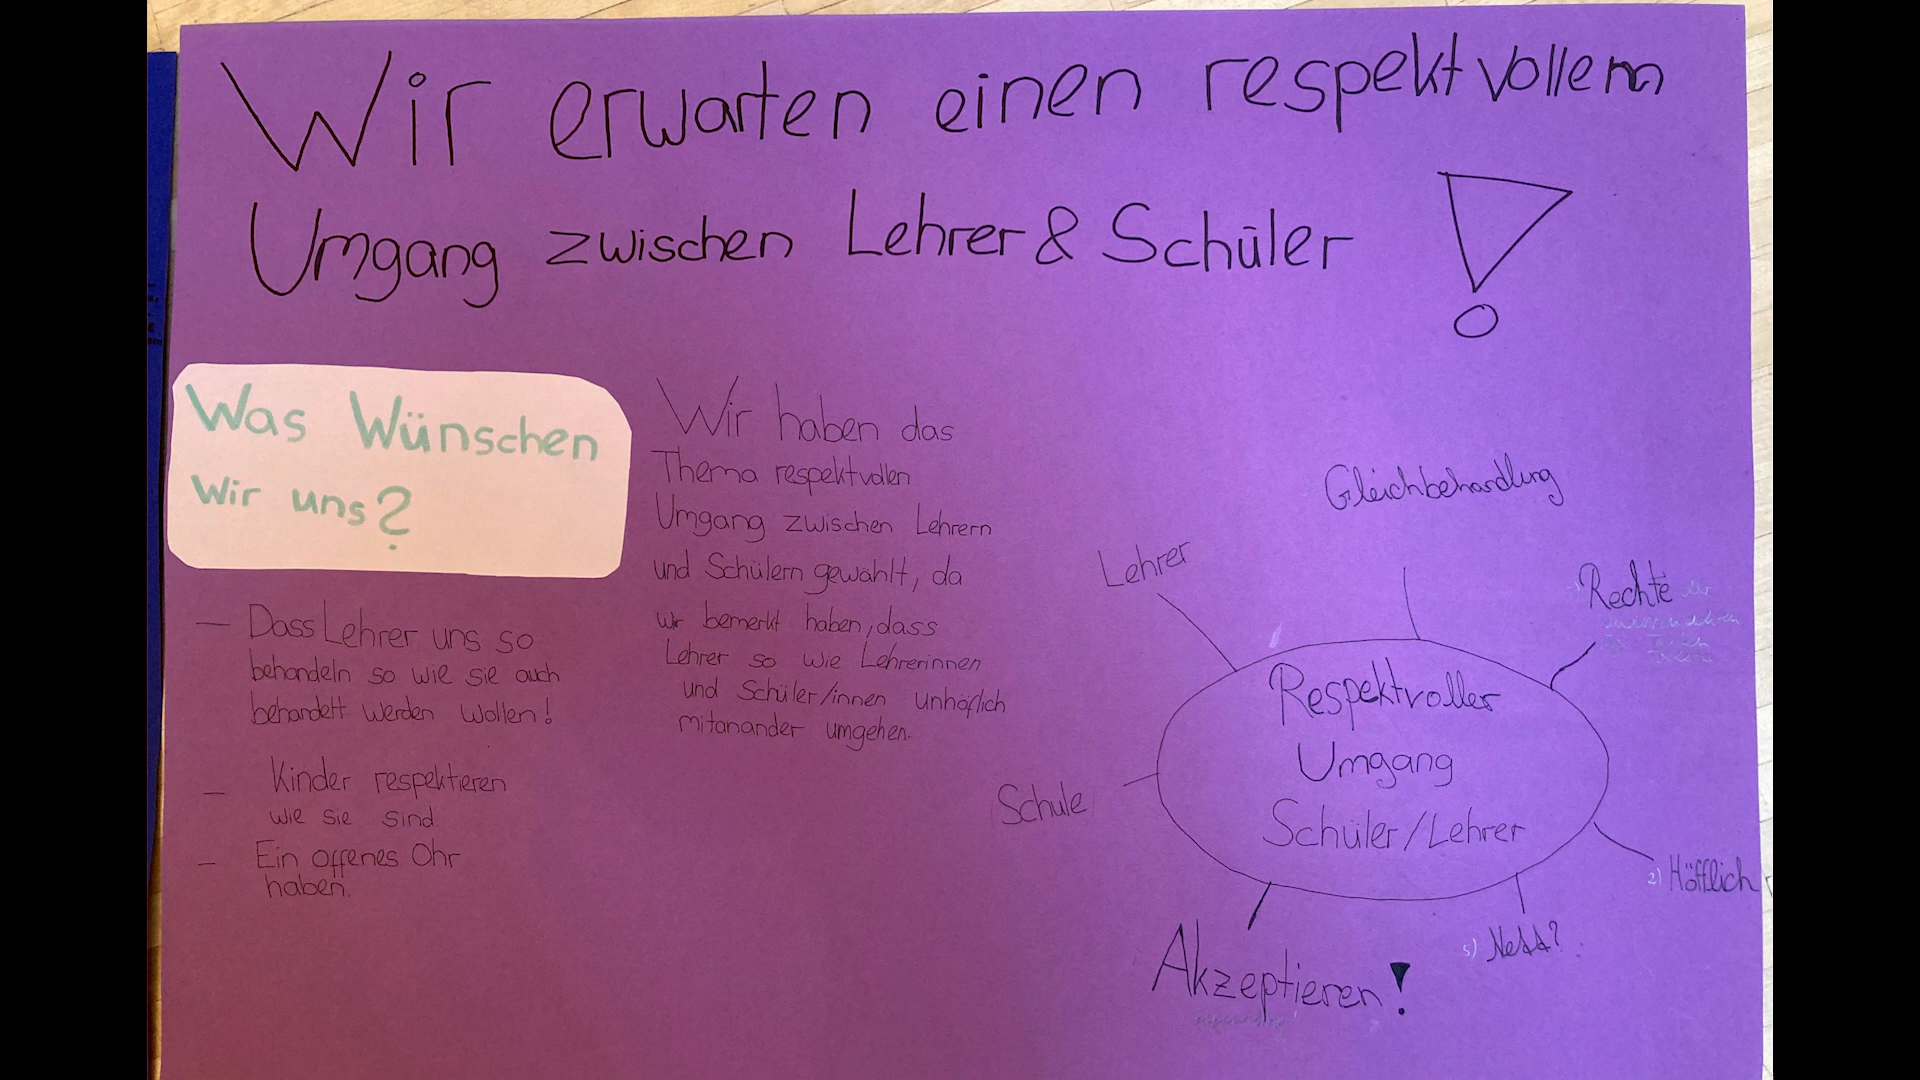 Wir erwarten einen respektvollem
Umgang zwischen Lehrer & Schüler !
Was Wünschen
wir uns?
– Dass Lehrer uns so
behandeln so wie sie auch
behandelt werden wollen!
– Kinder respektieren
wie sie sind
– Ein offenes Ohr
haben.
Wir haben das
Thema respektvollen
Umgang zwischen Lehrern
und Schülern gewählt, da
wir bemerkt haben, dass
Lehrer so wie Lehrerinnen
und Schüler/innen unhöflich
mitanander umgehen.
Gleichbehandlung
Lehrer
Rechte
Respektvoller
Umgang
Schüler/Lehrer
Schule
2) Höfflich
5) Nett?
Akzeptieren!